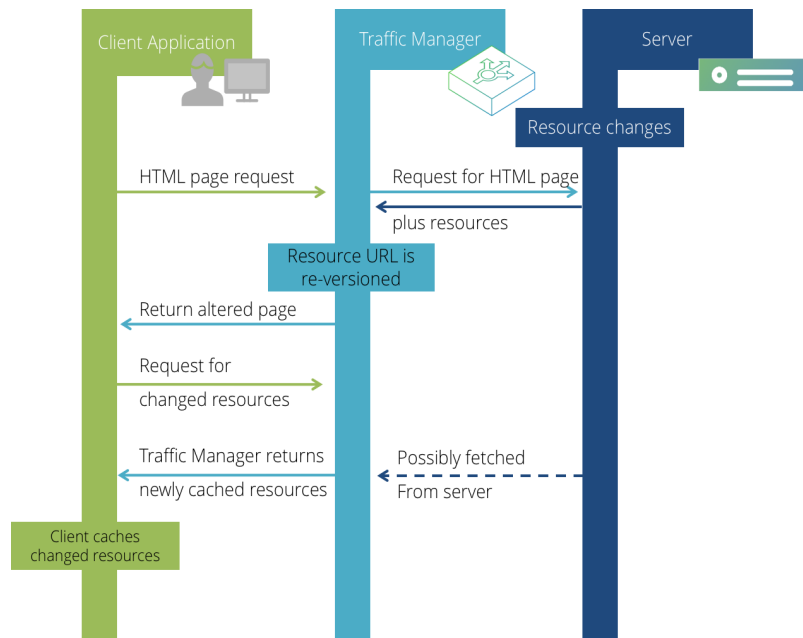 Client Application
Traffic Manager
Server
Resource changes
HTML page request
Request for HTML page
plus resources
Resource URL is
re-versioned
Return altered page
Request for
changed resources
Traffic Manager returns
newly cached resources
Possibly fetched
From server
Client caches
changed resources